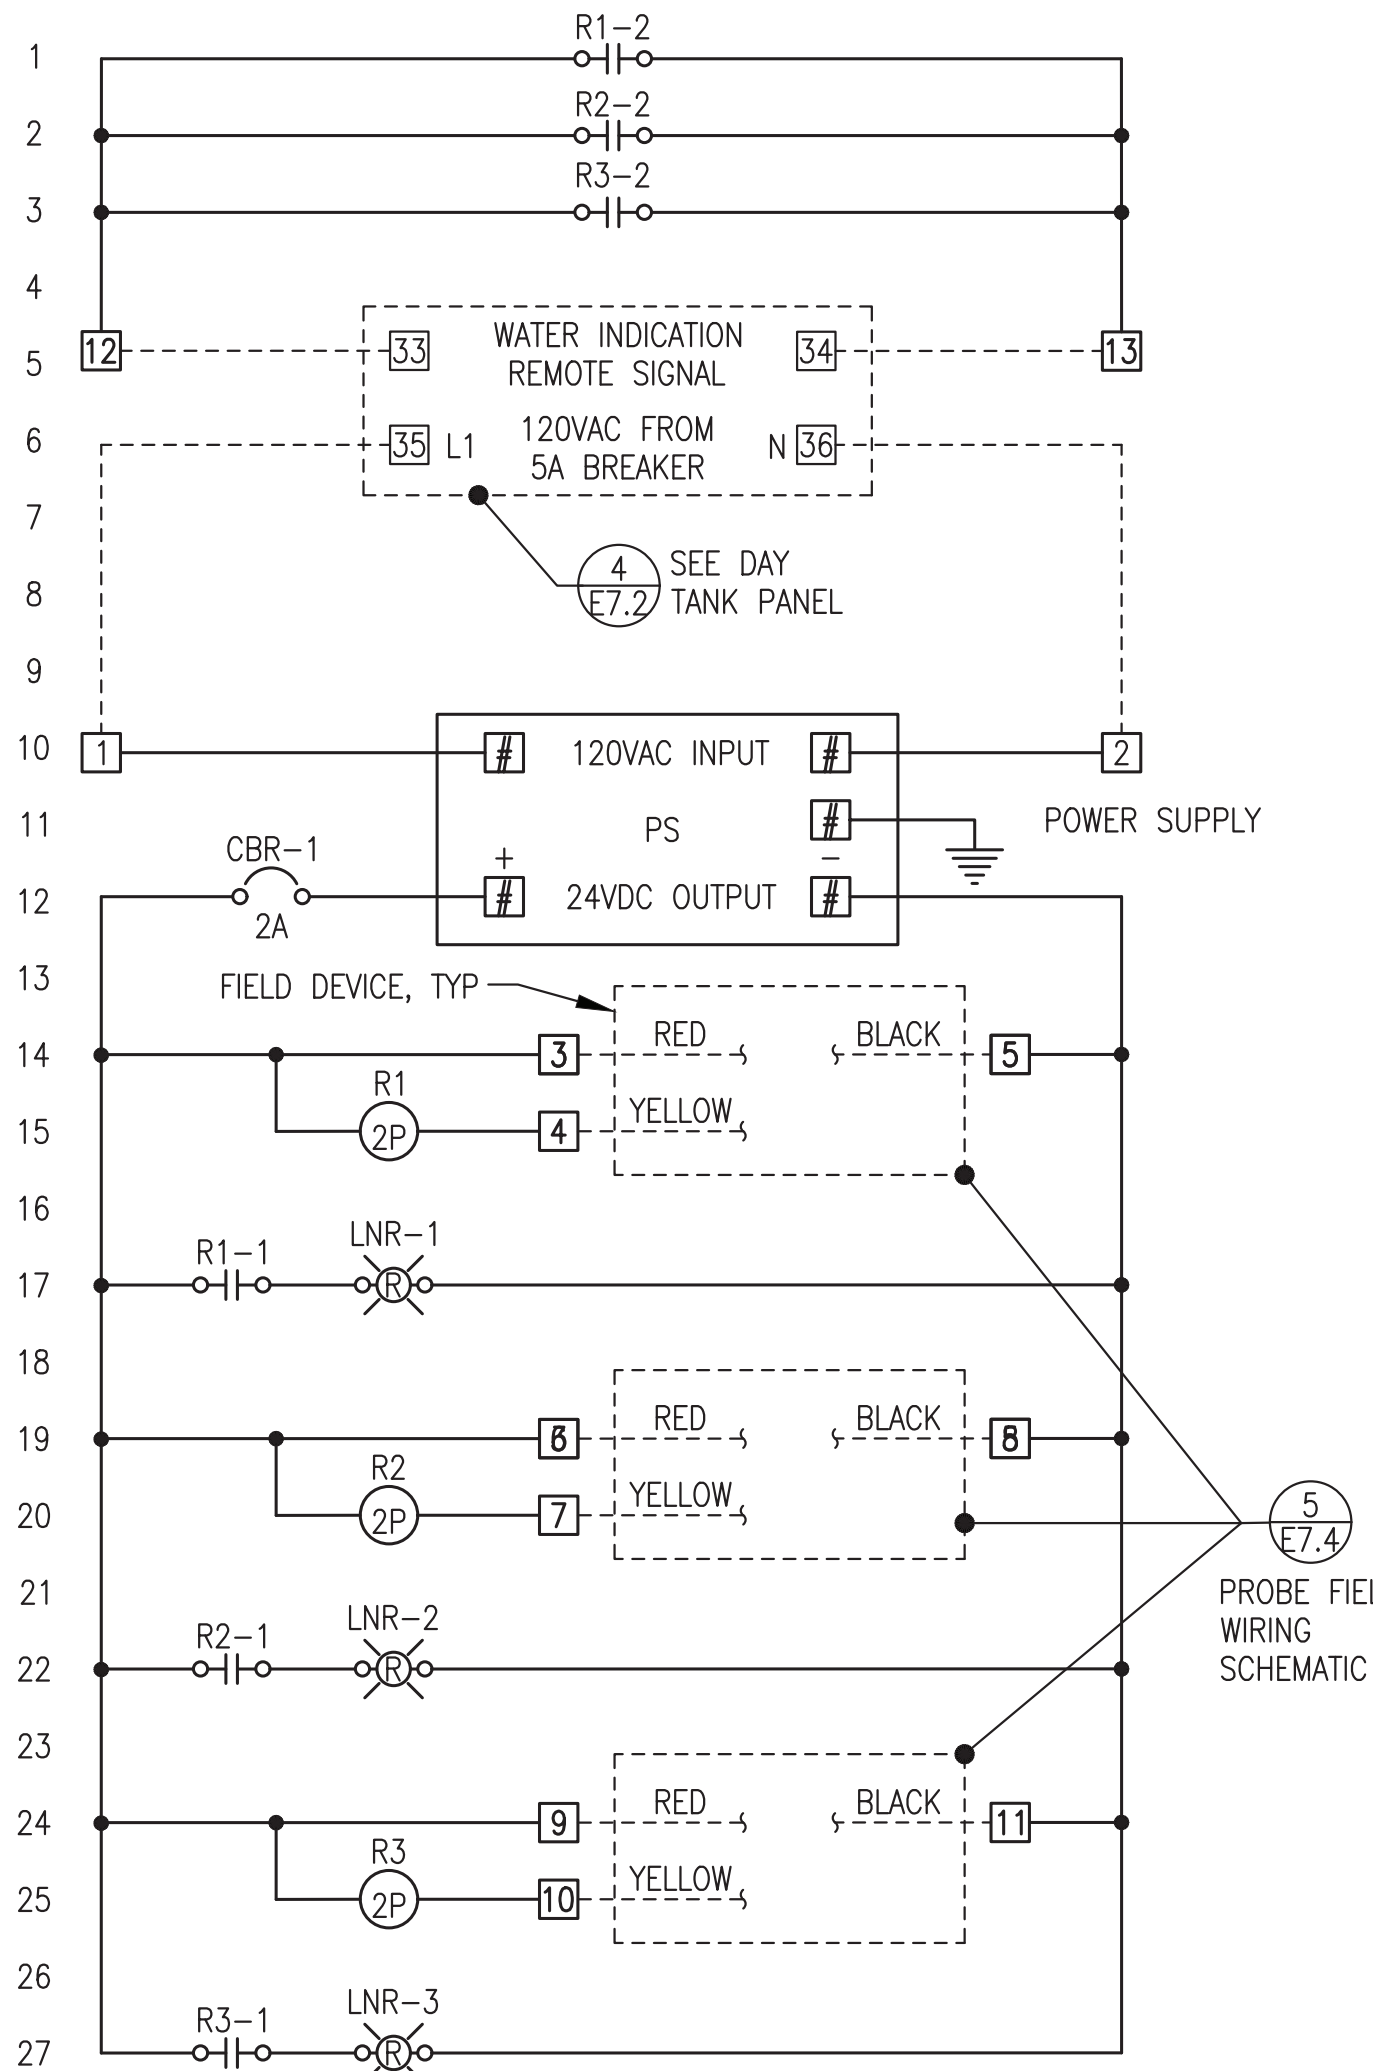 R1-2
1
R2-2
2
R3-2
3
4
12 33 WATER INDICATION 34 13
5 REMOTE SIGNAL
6 35 L1 120VAC FROM N 36
5A BREAKER
7
4 SEE DAY
8 E7.2 TANK PANEL
9
10 1 # 120VAC INPUT # 2
11 PS # POWER SUPPLY
CBR-1 + −
12 # 24VDC OUTPUT #
2A
13 FIELD DEVICE, TYP
14 3 RED BLACK 5
R1
15 2P 4 YELLOW
16
R1-1 LNR-1
17 R
18
19 RED BLACK
R2
20 2P 7 YELLOW 5
E7.4
21 PROBE FIEL
R2-1 LNR-2 WIRING
22 R SCHEMATIC
23
24 9 RED BLACK 11
R3
25 2P 10 YELLOW
26
R3-1 LNR-3
27 R